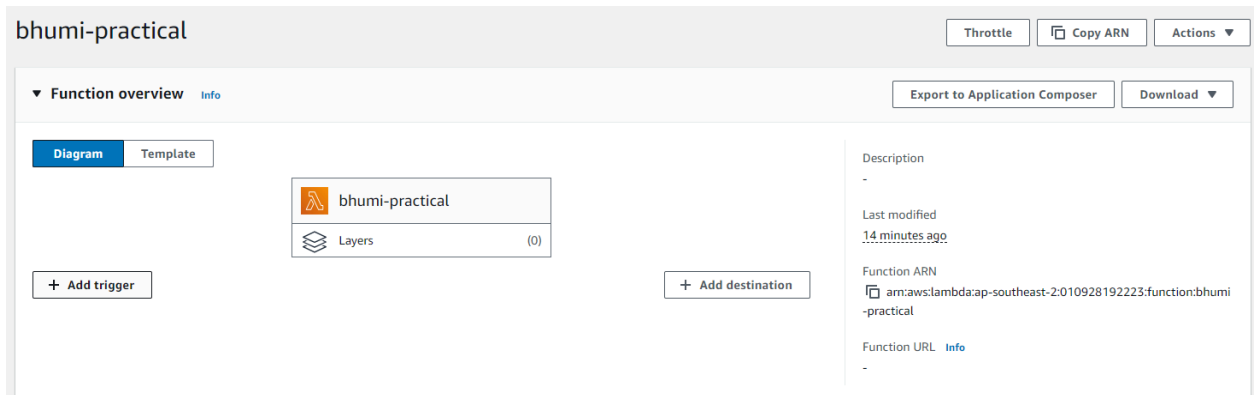 bhumi-practical
Throttle
Copy ARN
Actions
Function overview Info
Export to Application Composer
Download
Diagram
Template
bhumi-practical
Layers (0)
+ Add trigger
+ Add destination
Description
-
Last modified
14 minutes ago
Function ARN
arn:aws:lambda:ap-southeast-2:010928192223:function:bhumi
-practical
Function URL Info
-